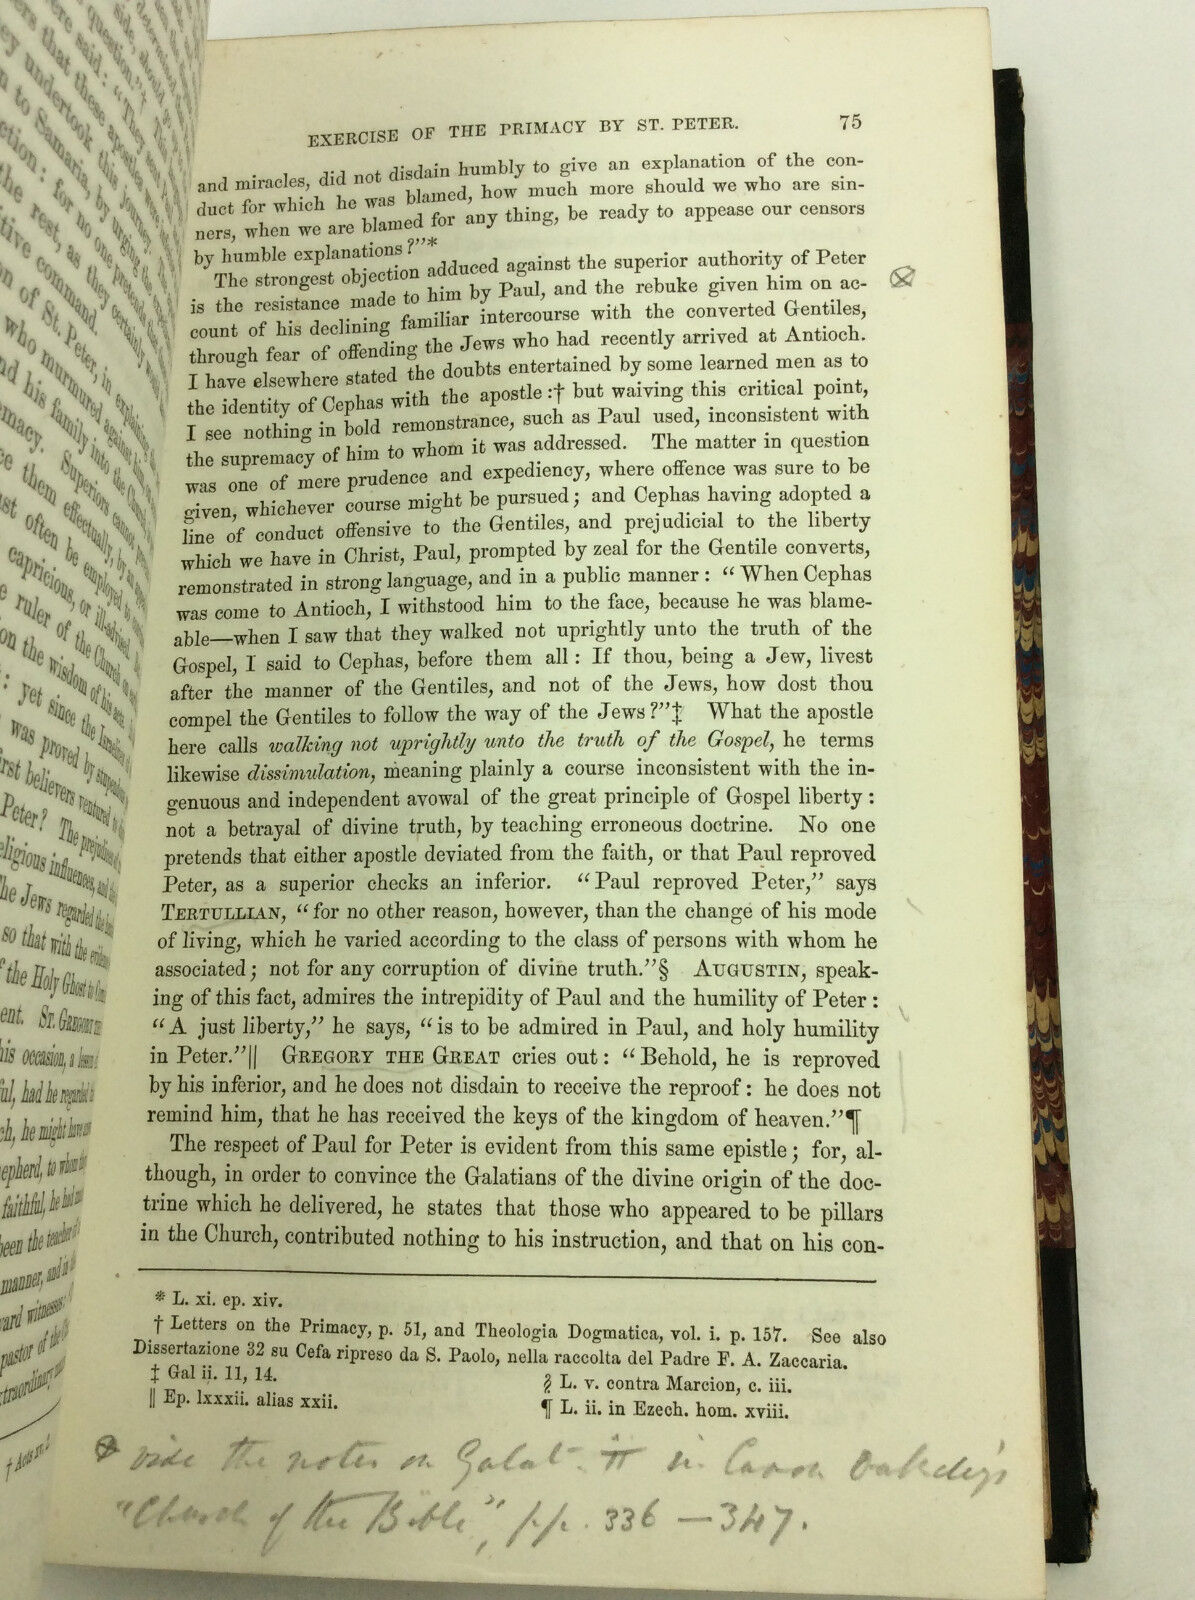 EXERCISE OF THE PRIMACY BY ST. PETER. 75
and miracles, did not disdain humbly to give an explanation of the con-
duct for which he was blamed, how much more should we who are sin-
ners, when we are blamed for any thing, be ready to appease our censors
by humble explanations?”*
The strongest objection adduced against the superior authority of Peter
is the resistance made to him by Paul, and the rebuke given him on ac-
count of his declining familiar intercourse with the converted Gentiles,
through fear of offending the Jews who had recently arrived at Antioch.
I have elsewhere stated the doubts entertained by some learned men as to
the identity of Cephas with the apostle:† but waiving this critical point,
I see nothing in bold remonstrance, such as Paul used, inconsistent with
the supremacy of him to whom it was addressed. The matter in question
was one of mere prudence and expediency, where offence was sure to be
given, whichever course might be pursued; and Cephas having adopted a
line of conduct offensive to the Gentiles, and prejudicial to the liberty
which we have in Christ, Paul, prompted by zeal for the Gentile converts,
remonstrated in strong language, and in a public manner: “When Cephas
was come to Antioch, I withstood him to the face, because he was blame-
able—when I saw that they walked not uprightly unto the truth of the
Gospel, I said to Cephas, before them all: If thou, being a Jew, livest
after the manner of the Gentiles, and not of the Jews, how dost thou
compel the Gentiles to follow the way of the Jews?”‡ What the apostle
here calls walking not uprightly unto the truth of the Gospel, he terms
likewise dissimulation, meaning plainly a course inconsistent with the in-
genuous and independent avowal of the great principle of Gospel liberty:
not a betrayal of divine truth, by teaching erroneous doctrine. No one
pretends that either apostle deviated from the faith, or that Paul reproved
Peter, as a superior checks an inferior. “Paul reproved Peter,” says
TERTULLIAN, “for no other reason, however, than the change of his mode
of living, which he varied according to the class of persons with whom he
associated; not for any corruption of divine truth.”§ AUGUSTIN, speak-
ing of this fact, admires the intrepidity of Paul and the humility of Peter:
“A just liberty,” he says, “is to be admired in Paul, and holy humility
in Peter.”|| GREGORY THE GREAT cries out: “Behold, he is reproved
by his inferior, and he does not disdain to receive the reproof: he does not
remind him, that he has received the keys of the kingdom of heaven.”¶
The respect of Paul for Peter is evident from this same epistle; for, al-
though, in order to convince the Galatians of the divine origin of the doc-
trine which he delivered, he states that those who appeared to be pillars
in the Church, contributed nothing to his instruction, and that on his con-
* L. xi. ep. xiv.
† Letters on the Primacy, p. 51, and Theologia Dogmatica, vol. i. p. 157. See also
Dissertazione 32 su Cefa ripreso da S. Paolo, nella raccolta del Padre F. A. Zaccaria.
‡ Gal ii. 11, 14. § L. v. contra Marcion, c. iii.
|| Ep. lxxxii. alias xxii. ¶ L. ii. in Ezech. hom. xviii.
vide the notes on Galat. ii in Canon Oakeley's
"Church of the Bible", pp. 336 — 347.